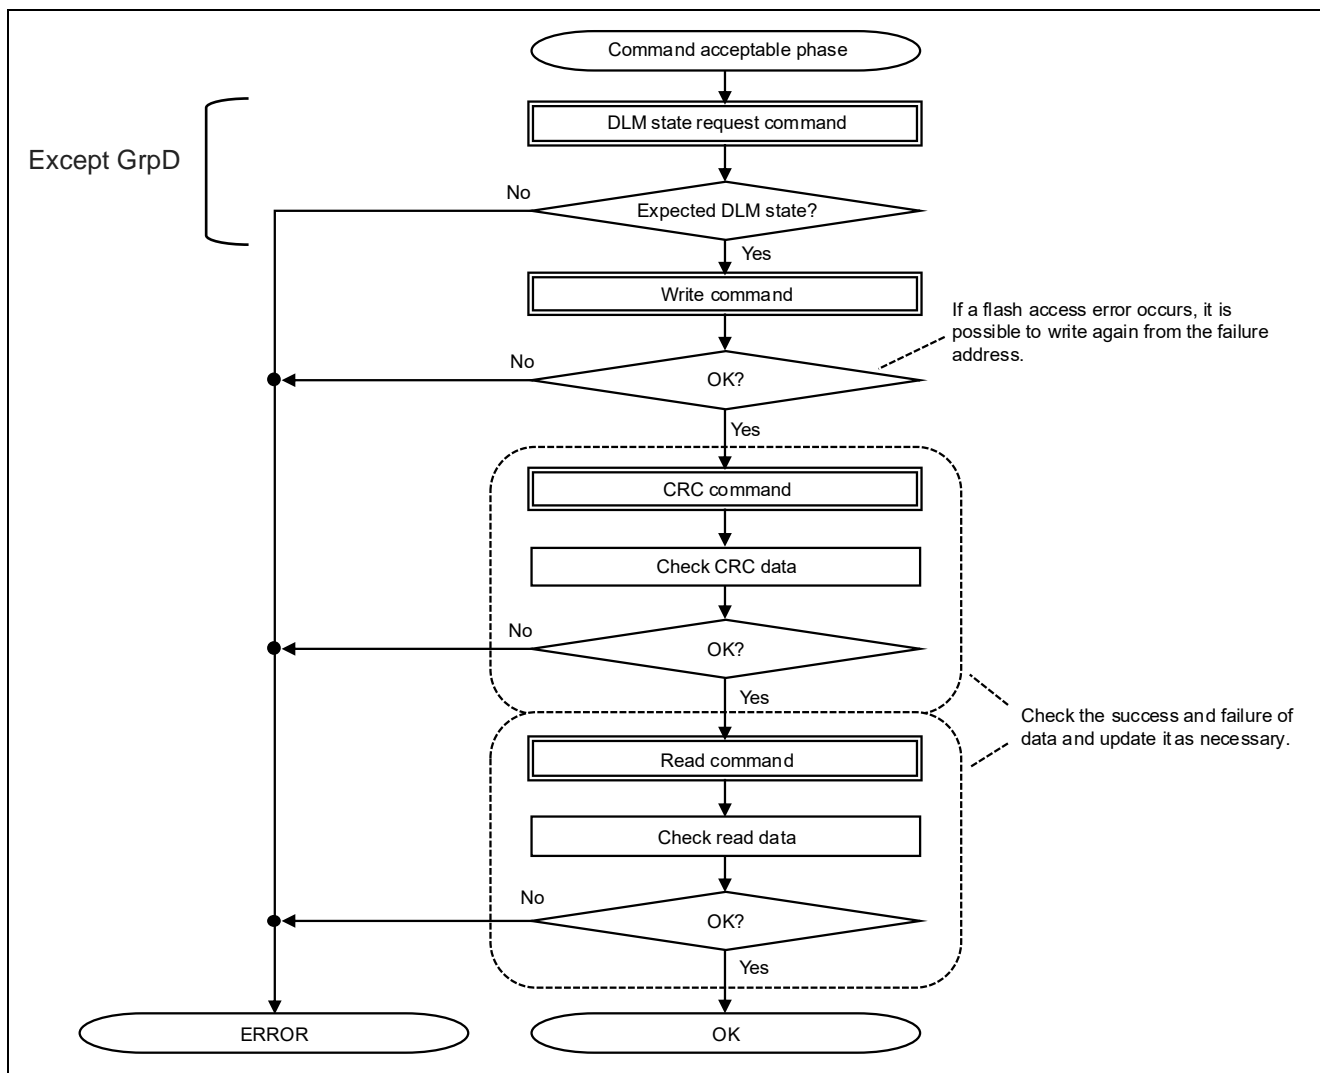 Command acceptable phase
DLM state request command
Except GrpD
No
Expected DLM state?
Yes
Write command
If a flash access error occurs, it is
possible to write again from the failure
address.
No
OK?
Yes
CRC command
Check CRC data
No
OK?
Yes
Check the success and failure of
data and update it as necessary.
Read command
Check read data
No
OK?
Yes
ERROR
OK